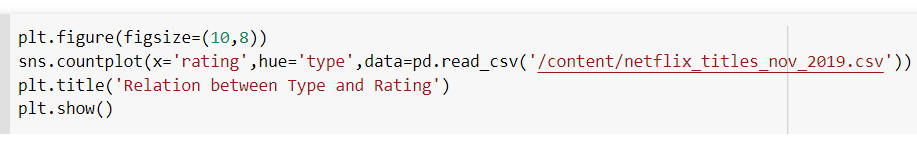 plt.figure(figsize=(10,8))
sns.countplot(x='rating',hue='type',data=pd.read_csv('/content/netflix_titles_nov_2019.csv'))
plt.title('Relation between Type and Rating')
plt.show()